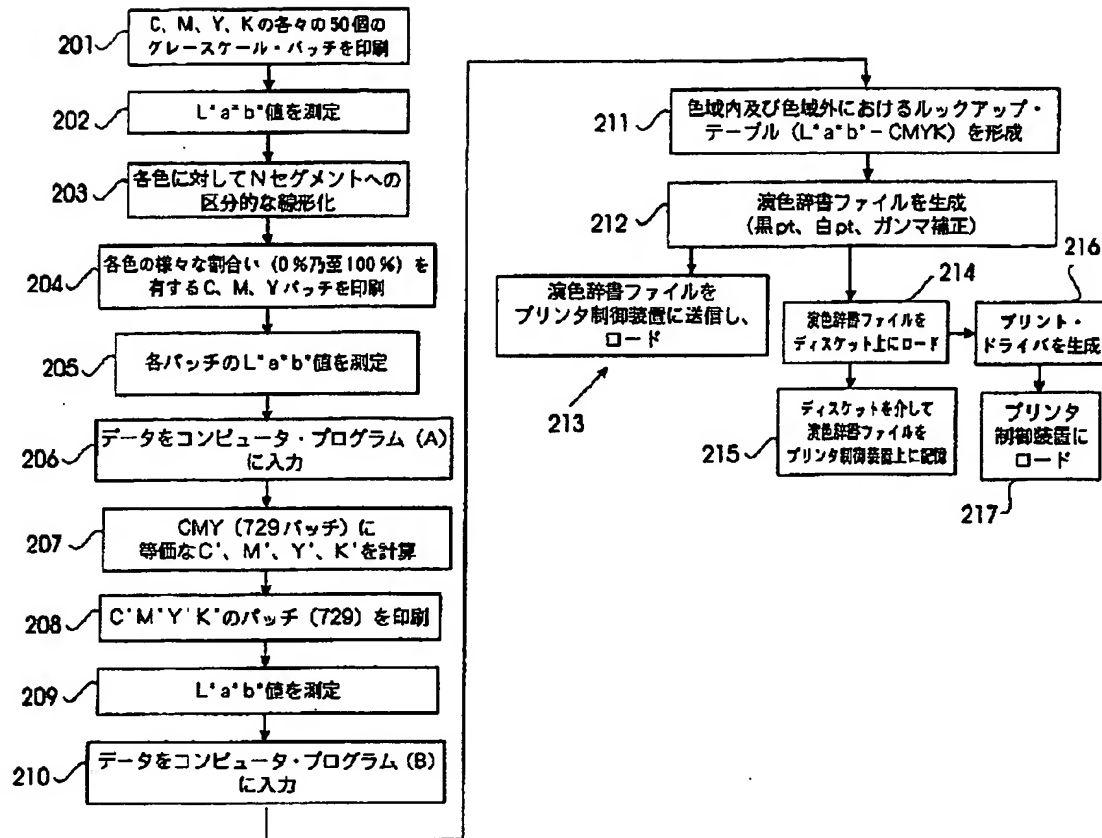 201
C、M、Y、Kの各々の50個の
グレースケール・パッチを印刷
202
L*a*b*値を測定
203
各色に対してNセグメントへの
区分的な線形化
204
各色の様々な割合い（0%乃至100%）を
有するC、M、Yパッチを印刷
205
各パッチのL*a*b*値を測定
206
データをコンピュータ・プログラム（A）
に入力
207
CMY（729パッチ）に
等価なC'、M'、Y'、K'を計算
208
C'M'Y'K'のパッチ（729）を印刷
209
L*a*b*値を測定
210
データをコンピュータ・プログラム（B）
に入力
211
色域内及び色域外におけるルックアップ・
テーブル（L*a*b*－CMYK）を形成
212
演色辞書ファイルを生成
（黒pt、白pt、ガンマ補正）
213
演色辞書ファイルを
プリンタ制御装置に送信し、
ロード
214
演色辞書ファイルを
ディスケット上にロード
215
ディスケットを介して
演色辞書ファイルを
プリンタ制御装置上に記憶
216
プリント・
ドライバを生成
217
プリンタ
制御装置に
ロード